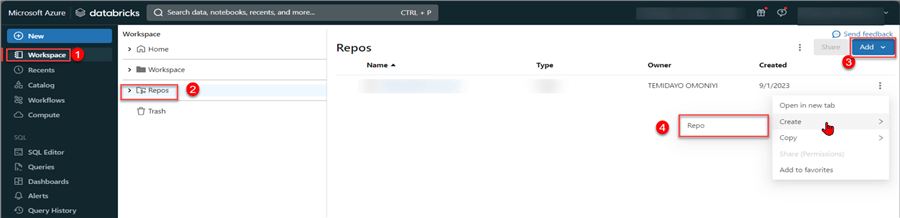 Microsoft Azure databricks Search data, notebooks, recents, and more... CTRL + P
New
Workspace 1
Recents
Catalog
Workflows
Compute
SQL
SQL Editor
Queries
Dashboards
Alerts
Query History
Workspace
Home
Workspace
Repos 2
Trash
Send feedback
Repos Share Add
3
Name Type Owner Created
TEMIDAYO OMONIYI 9/1/2023
Open in new tab
4 Repo Create
Copy
Share (Permissions)
Add to favorites